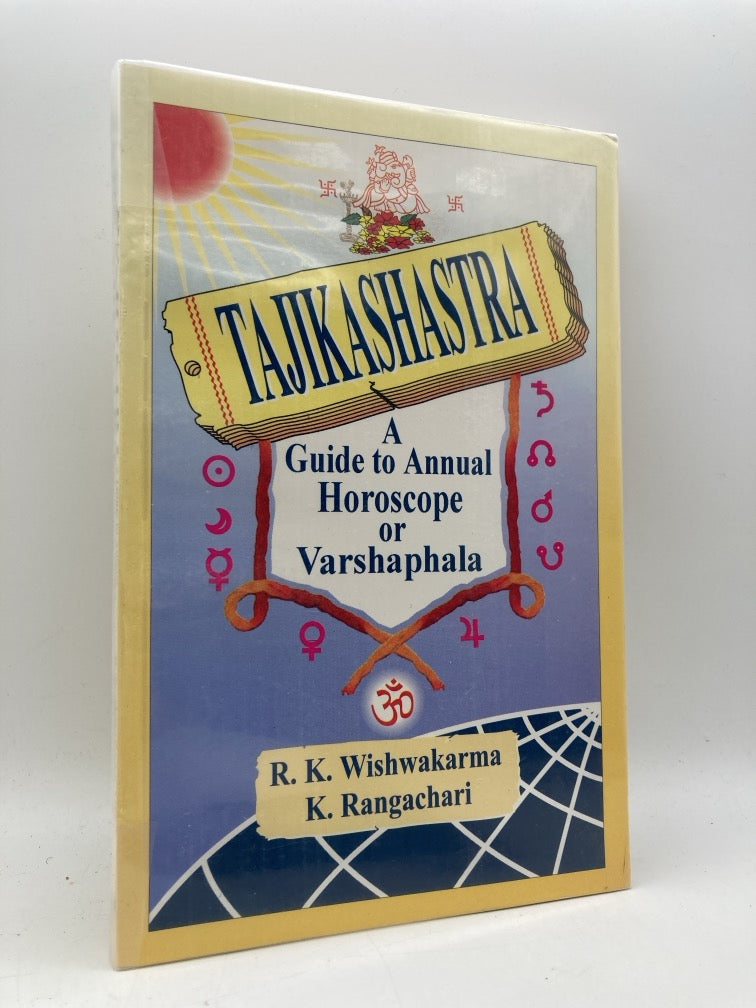 TAJIKASHASTRA
A
Guide to Annual
Horoscope
or
Varshaphala
ॐ
R. K. Wishwakarma
K. Rangachari